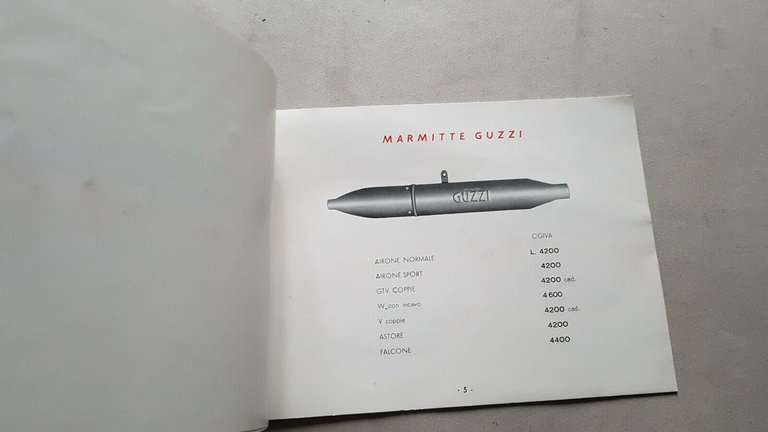 MARMITTE GUZZI
GUZZI
OGIVA
AIRONE NORMALE L. 4200
AIRONE SPORT 4200
GTV COPPIE 4200 cad.
W. con incavo 4600
V coppie 4200 cad.
ASTORE 4200
FALCONE 4400
- 5 -